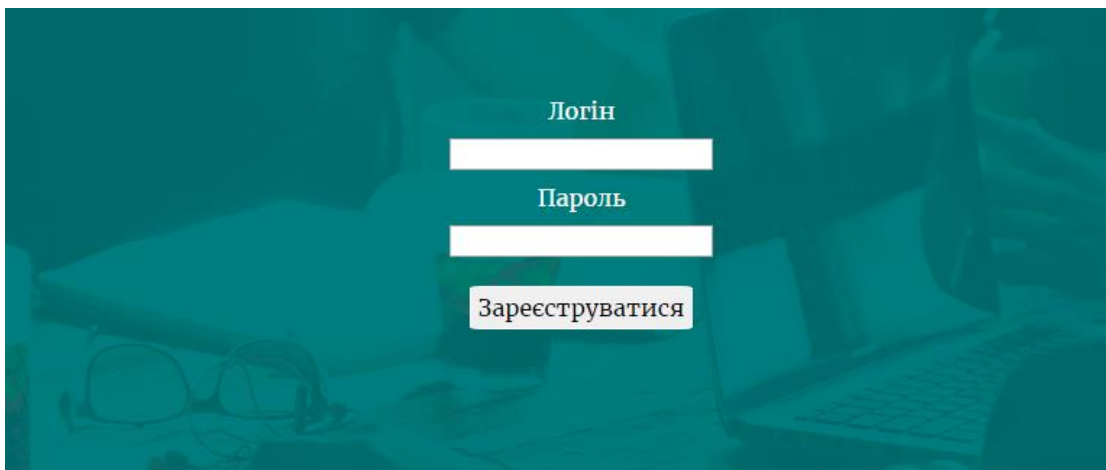 Логін
Пароль
Зареєструватися